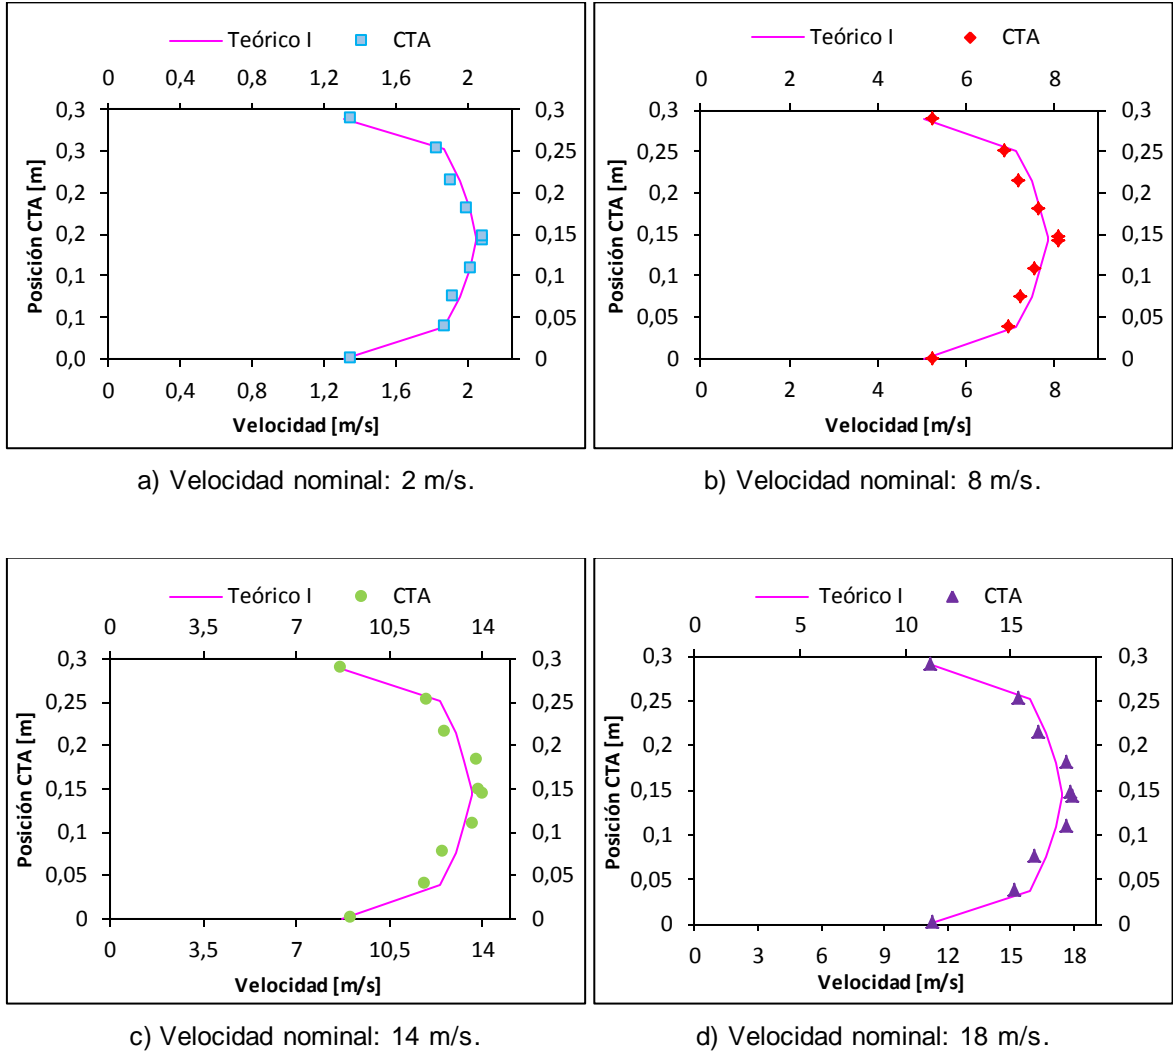 Teórico I CTA
0 0,4 0,8 1,2 1,6 2
0,3 0,3 0,2 0,2 0,1 0,1 0,0
Posición CTA [m]
0,3 0,25 0,2 0,15 0,1 0,05 0
0 0,4 0,8 1,2 1,6 2
Velocidad [m/s]
a) Velocidad nominal: 2 m/s.
Teórico I CTA
0 2 4 6 8
0,3 0,25 0,2 0,15 0,1 0,05 0
Posición CTA [m]
0,3 0,25 0,2 0,15 0,1 0,05 0
0 2 4 6 8
Velocidad [m/s]
b) Velocidad nominal: 8 m/s.
Teórico I CTA
0 3,5 7 10,5 14
0,3 0,25 0,2 0,15 0,1 0,05 0
Posición CTA [m]
0,3 0,25 0,2 0,15 0,1 0,05 0
0 3,5 7 10,5 14
Velocidad [m/s]
c) Velocidad nominal: 14 m/s.
Teórico I CTA
0 5 10 15
0,3 0,25 0,2 0,15 0,1 0,05 0
Posición CTA [m]
0,3 0,25 0,2 0,15 0,1 0,05 0
0 3 6 9 12 15 18
Velocidad [m/s]
d) Velocidad nominal: 18 m/s.